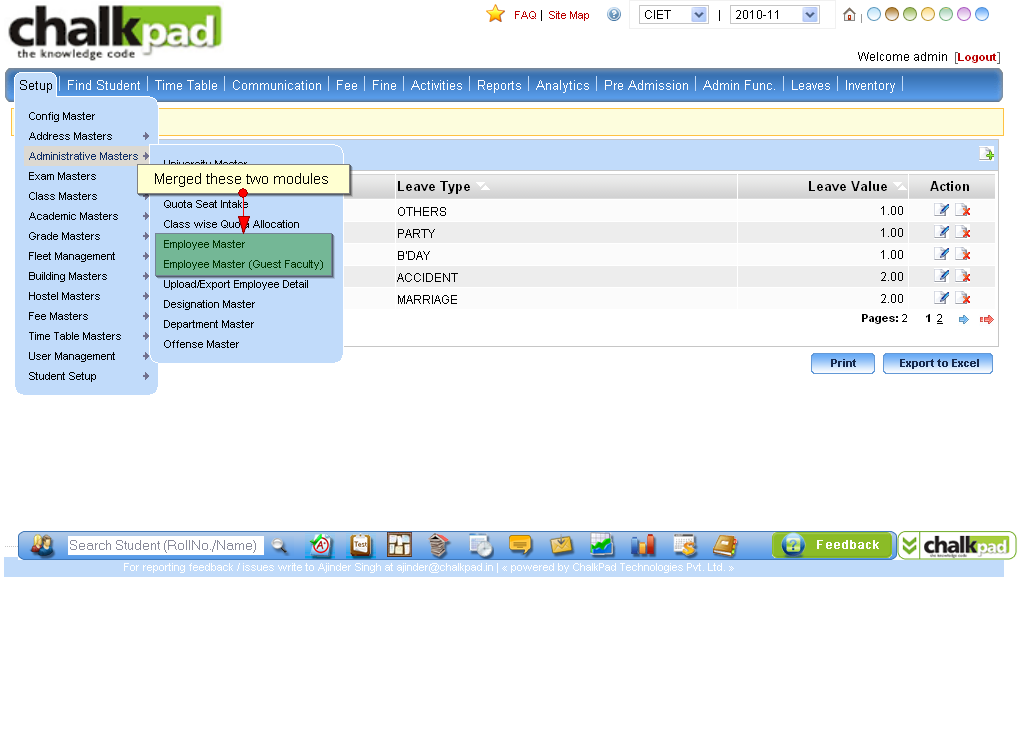 chalkpad
the knowledge code
FAQ | Site Map
CIET | 2010-11
Welcome admin [Logout]
Setup | Find Student | Time Table | Communication | Fee | Fine | Activities | Reports | Analytics | Pre Admission | Admin Func. | Leaves | Inventory |
Config Master
Address Masters
Administrative Masters
Exam Masters
Class Masters
Academic Masters
Grade Masters
Fleet Management
Building Masters
Hostel Masters
Fee Masters
Time Table Masters
User Management
Student Setup
University Master
Merged these two modules
Quota Seat Intake
Class wise Quota Allocation
Employee Master
Employee Master (Guest Faculty)
Upload/Export Employee Detail
Designation Master
Department Master
Offense Master
Leave Type Leave Value Action
OTHERS 1.00
PARTY 1.00
B'DAY 1.00
ACCIDENT 2.00
MARRIAGE 2.00
Pages: 2 1 2
Print Export to Excel
Search Student (RollNo./Name) Test Feedback chalkpad
the knowledge code
For reporting feedback / issues write to Ajinder Singh at ajinder@chalkpad.in | « powered by ChalkPad Technologies Pvt. Ltd. »